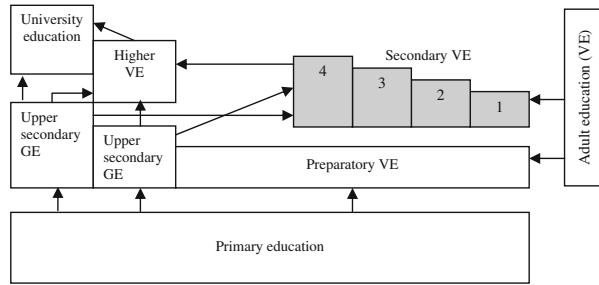 University
education
Higher
VE
Secondary VE
4
3
2
1
Adult education (VE)
Upper
secondary
GE
Upper
secondary
GE
Preparatory VE
Primary education